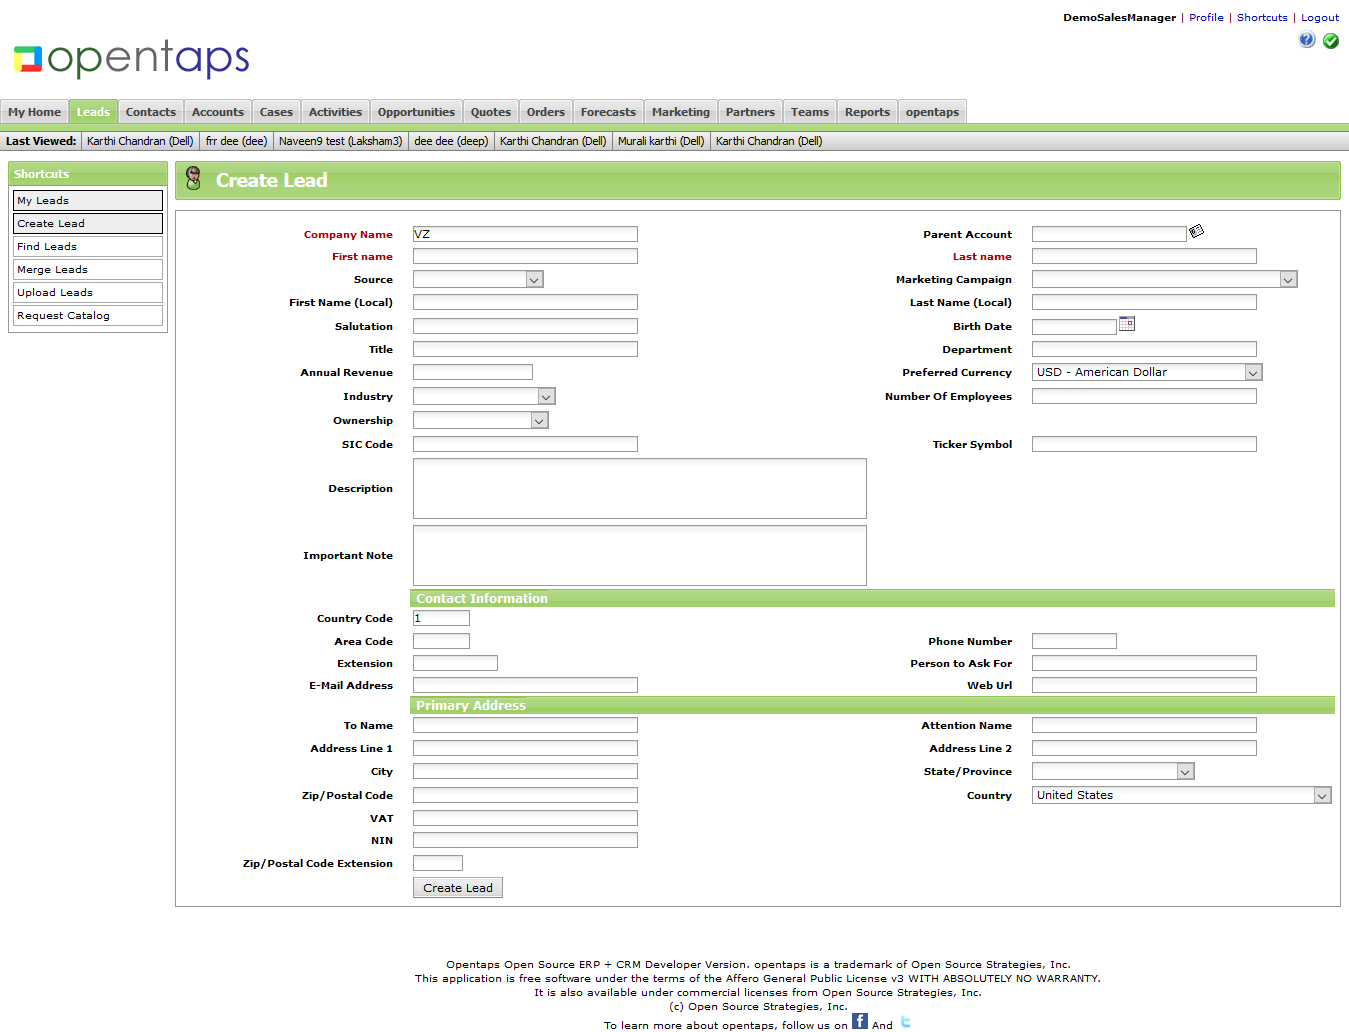 DemoSalesManager | Profile | Shortcuts | Logout
opentaps
My Home Leads Contacts Accounts Cases Activities Opportunities Quotes Orders Forecasts Marketing Partners Teams Reports opentaps
Last Viewed: Karthi Chandran (Dell) frr dee (dee) Naveen9 test (Laksham3) dee dee (deep) Karthi Chandran (Dell) Murali karthi (Dell) Karthi Chandran (Dell)
Shortcuts
My Leads
Create Lead
Find Leads
Merge Leads
Upload Leads
Request Catalog
Create Lead
Company Name VZ Parent Account
First name Last name
Source Marketing Campaign
First Name (Local) Last Name (Local)
Salutation Birth Date
Title Department
Annual Revenue Preferred Currency USD - American Dollar
Industry Number Of Employees
Ownership
SIC Code Ticker Symbol
Description
Important Note
Contact Information
Country Code 1
Area Code Phone Number
Extension Person to Ask For
E-Mail Address Web Url
Primary Address
To Name Attention Name
Address Line 1 Address Line 2
City State/Province
Zip/Postal Code Country United States
VAT
NIN
Zip/Postal Code Extension
Create Lead
Opentaps Open Source ERP + CRM Developer Version. opentaps is a trademark of Open Source Strategies, Inc.
This application is free software under the terms of the Affero General Public License v3 WITH ABSOLUTELY NO WARRANTY.
It is also available under commercial licenses from Open Source Strategies, Inc.
(c) Open Source Strategies, Inc.
To learn more about opentaps, follow us on f And t